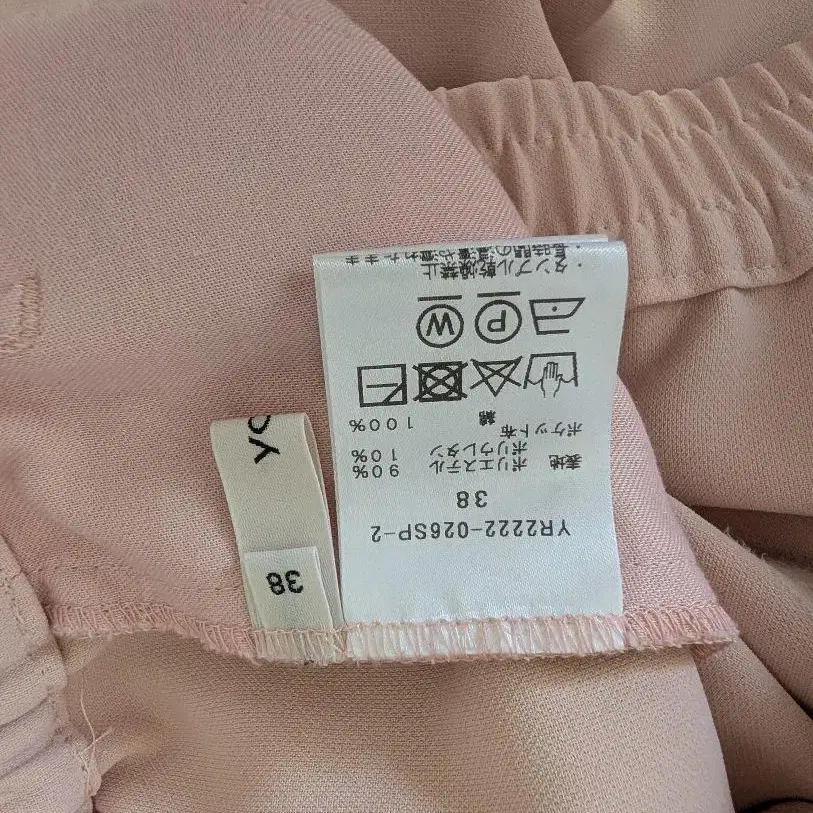 YR2222-026SP-2
38
表地 ポリエステル 90%
ポリウレタン 10%
ポケット布
綿 100%
W
P
・タンブル乾燥禁止
38
yo